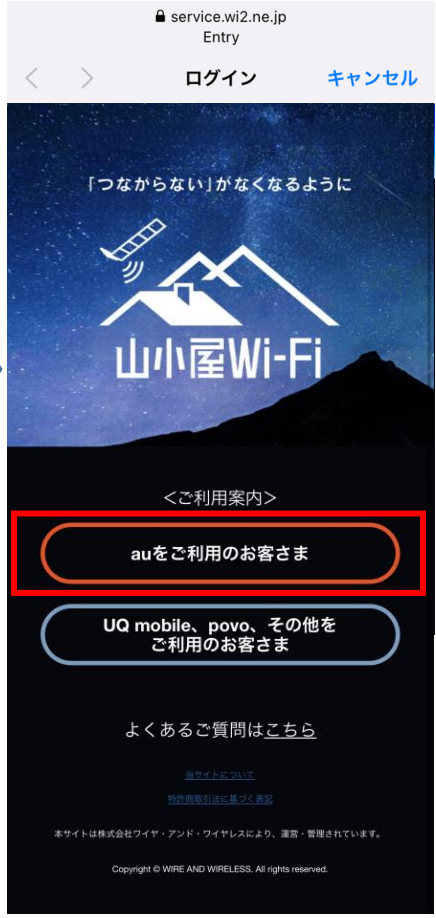 service.wi2.ne.jp
Entry
ログイン
キャンセル
「つながらない」がなくなるように
山小屋Wi-Fi
＜ご利用案内＞
auをご利用のお客さま
UQ mobile、povo、その他を
ご利用のお客さま
よくあるご質問はこちら
当サイトについて
特許商取引法に基づく表記
本サイトは株式会社ワイヤ・アンド・ワイヤレスにより、運営・管理されています。
Copyright © WIRE AND WIRELESS. All rights reserved.